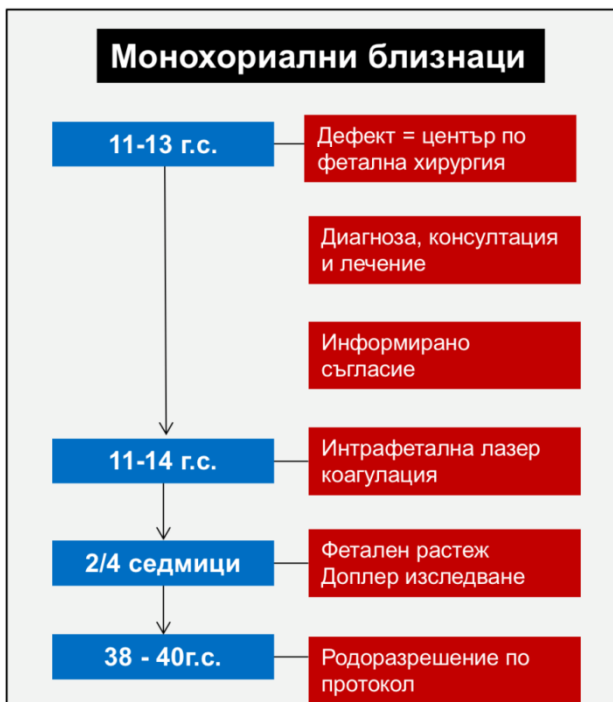 Монохориални близнаци
11-13 г.с.
Дефект = център по
фетална хирургия
Диагноза, консултация
и лечение
Информирано
съгласие
11-14 г.с.
Интрафетална лазер
коагулация
2/4 седмици
Фетален растеж
Доплер изследване
38 - 40г.с.
Родоразрешение по
протокол